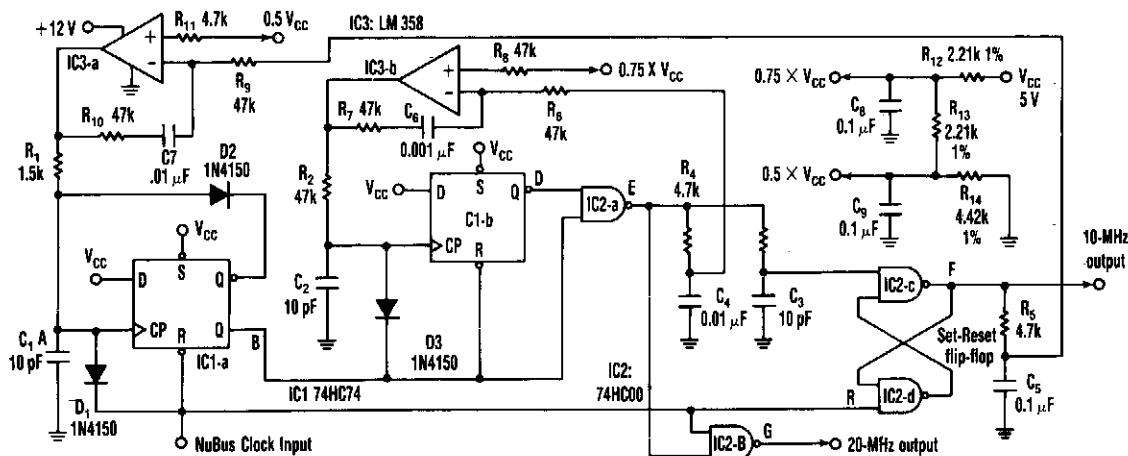 +12 V
R11 4.7k
0.5 VCC
IC3: LM 358
IC3-a
R9
47k
R10
47k
C7
.01 µF
R1
1.5k
D2
1N4150
VCC
VCC
D
S
Q
CP
R
Q
IC1-a
B
C1 A
10 pF
D1
1N4150
NuBus Clock Input
IC1 74HC74
IC3-b
R8 47k
0.75 X VCC
R7 47k
C6
0.001 µF
R6
47k
R2
47k
VCC
VCC
D
S
Q
D
C1-b
CP
R
C2
10 pF
D3
1N4150
IC2-a
E
IC2:
74HC00
R4
4.7k
C4
0.01 µF
C3
10 pF
R12 2.21k 1%
0.75 × VCC
VCC
5 V
C8
0.1 µF
R13
2.21k
1%
0.5 × VCC
R14
4.42k
1%
C9
0.1 µF
10-MHz
output
IC2-c
F
R5
4.7k
Set-Reset
flip-flop
C5
0.1 µF
R
IC2-d
IC2-B
G
20-MHz output